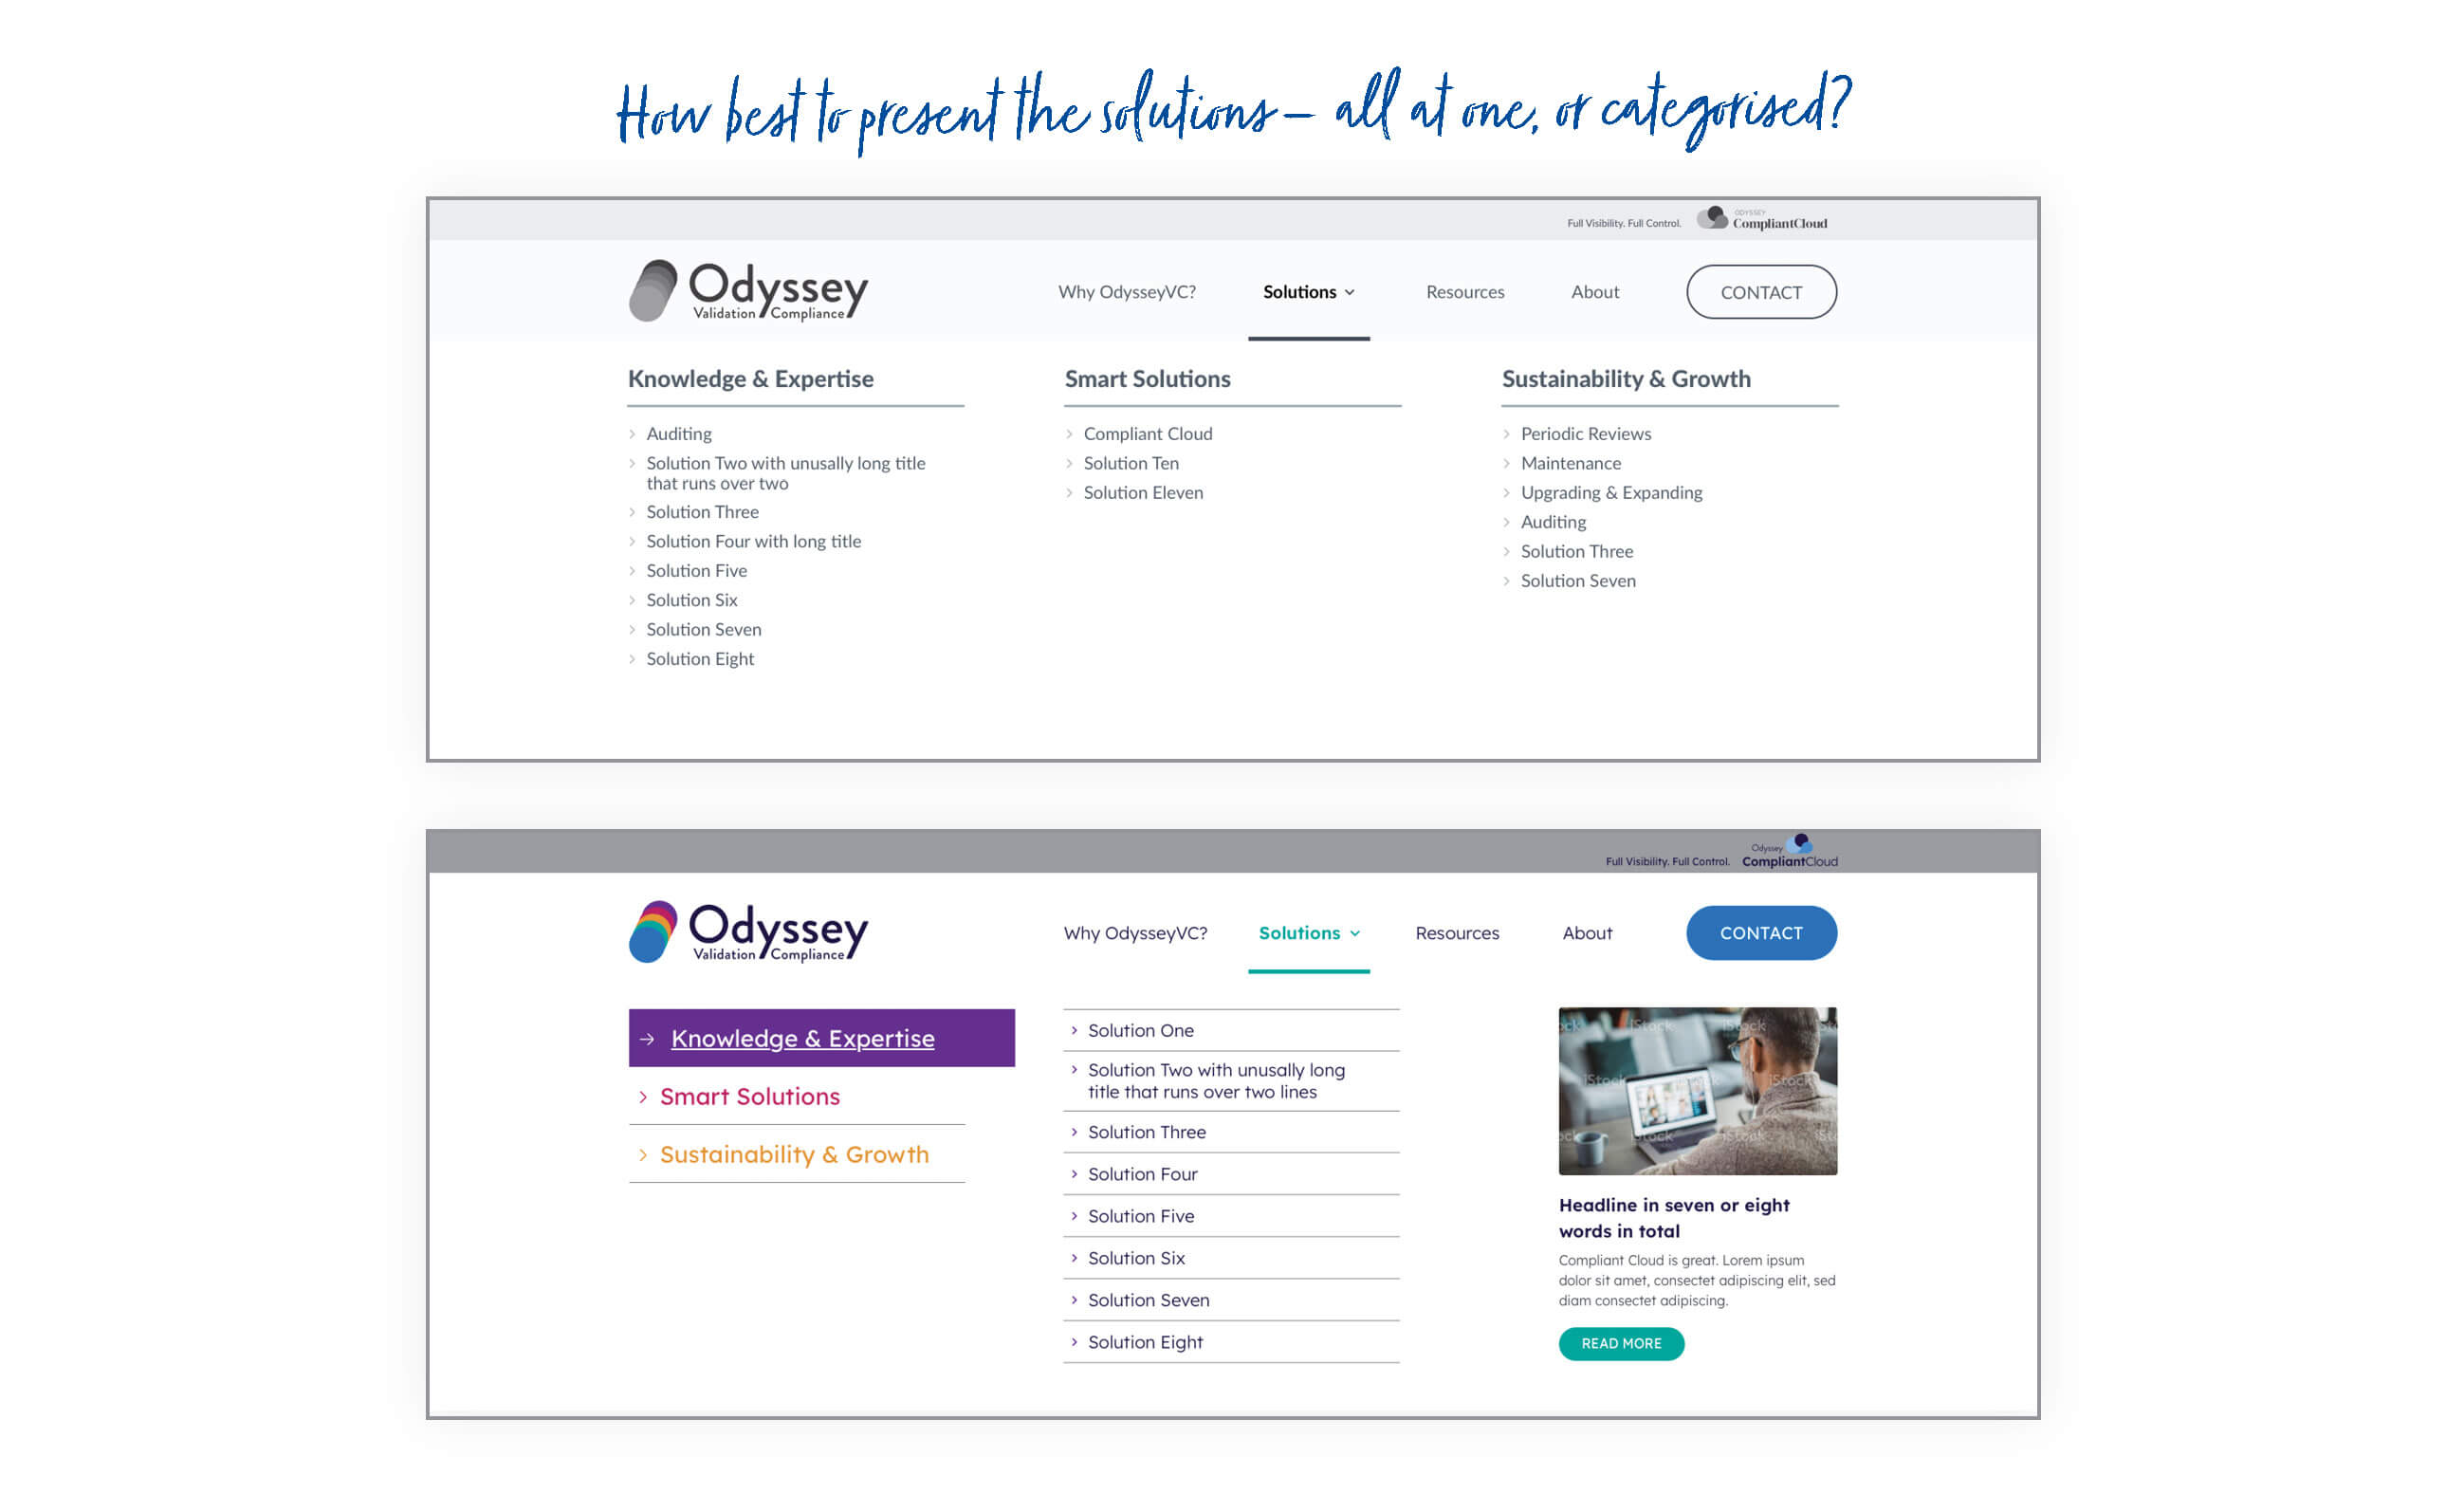 How best to present the solutions – all at one, or categorised?
Full Visibility. Full Control.
ODYSSEY
CompliantCloud
Odyssey
Validation Compliance
Why OdysseyVC?
Solutions
Resources
About
CONTACT
Knowledge & Expertise
Auditing
Solution Two with unusally long title
that runs over two
Solution Three
Solution Four with long title
Solution Five
Solution Six
Solution Seven
Solution Eight
Smart Solutions
Compliant Cloud
Solution Ten
Solution Eleven
Sustainability & Growth
Periodic Reviews
Maintenance
Upgrading & Expanding
Auditing
Solution Three
Solution Seven
Full Visibility. Full Control.
Odyssey
CompliantCloud
Odyssey
Validation Compliance
Why OdysseyVC?
Solutions
Resources
About
CONTACT
Knowledge & Expertise
Smart Solutions
Sustainability & Growth
Solution One
Solution Two with unusally long
title that runs over two lines
Solution Three
Solution Four
Solution Five
Solution Six
Solution Seven
Solution Eight
iStock
iStock
iStock
iStock
iStock
iStock
Headline in seven or eight
words in total
Compliant Cloud is great. Lorem ipsum
dolor sit amet, consectet adipiscing elit, sed
diam consectet adipiscing.
READ MORE